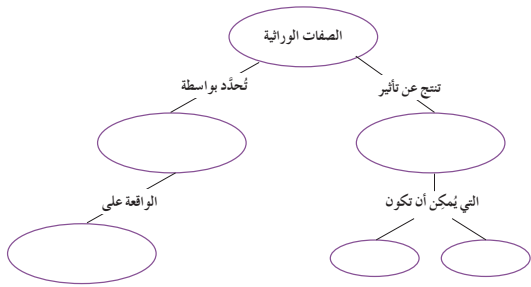 الصفات الوراثية
تنتج عن تأثير
تُحدَّد بواسطة
التي يُمكِن أن تكون
الواقعة على